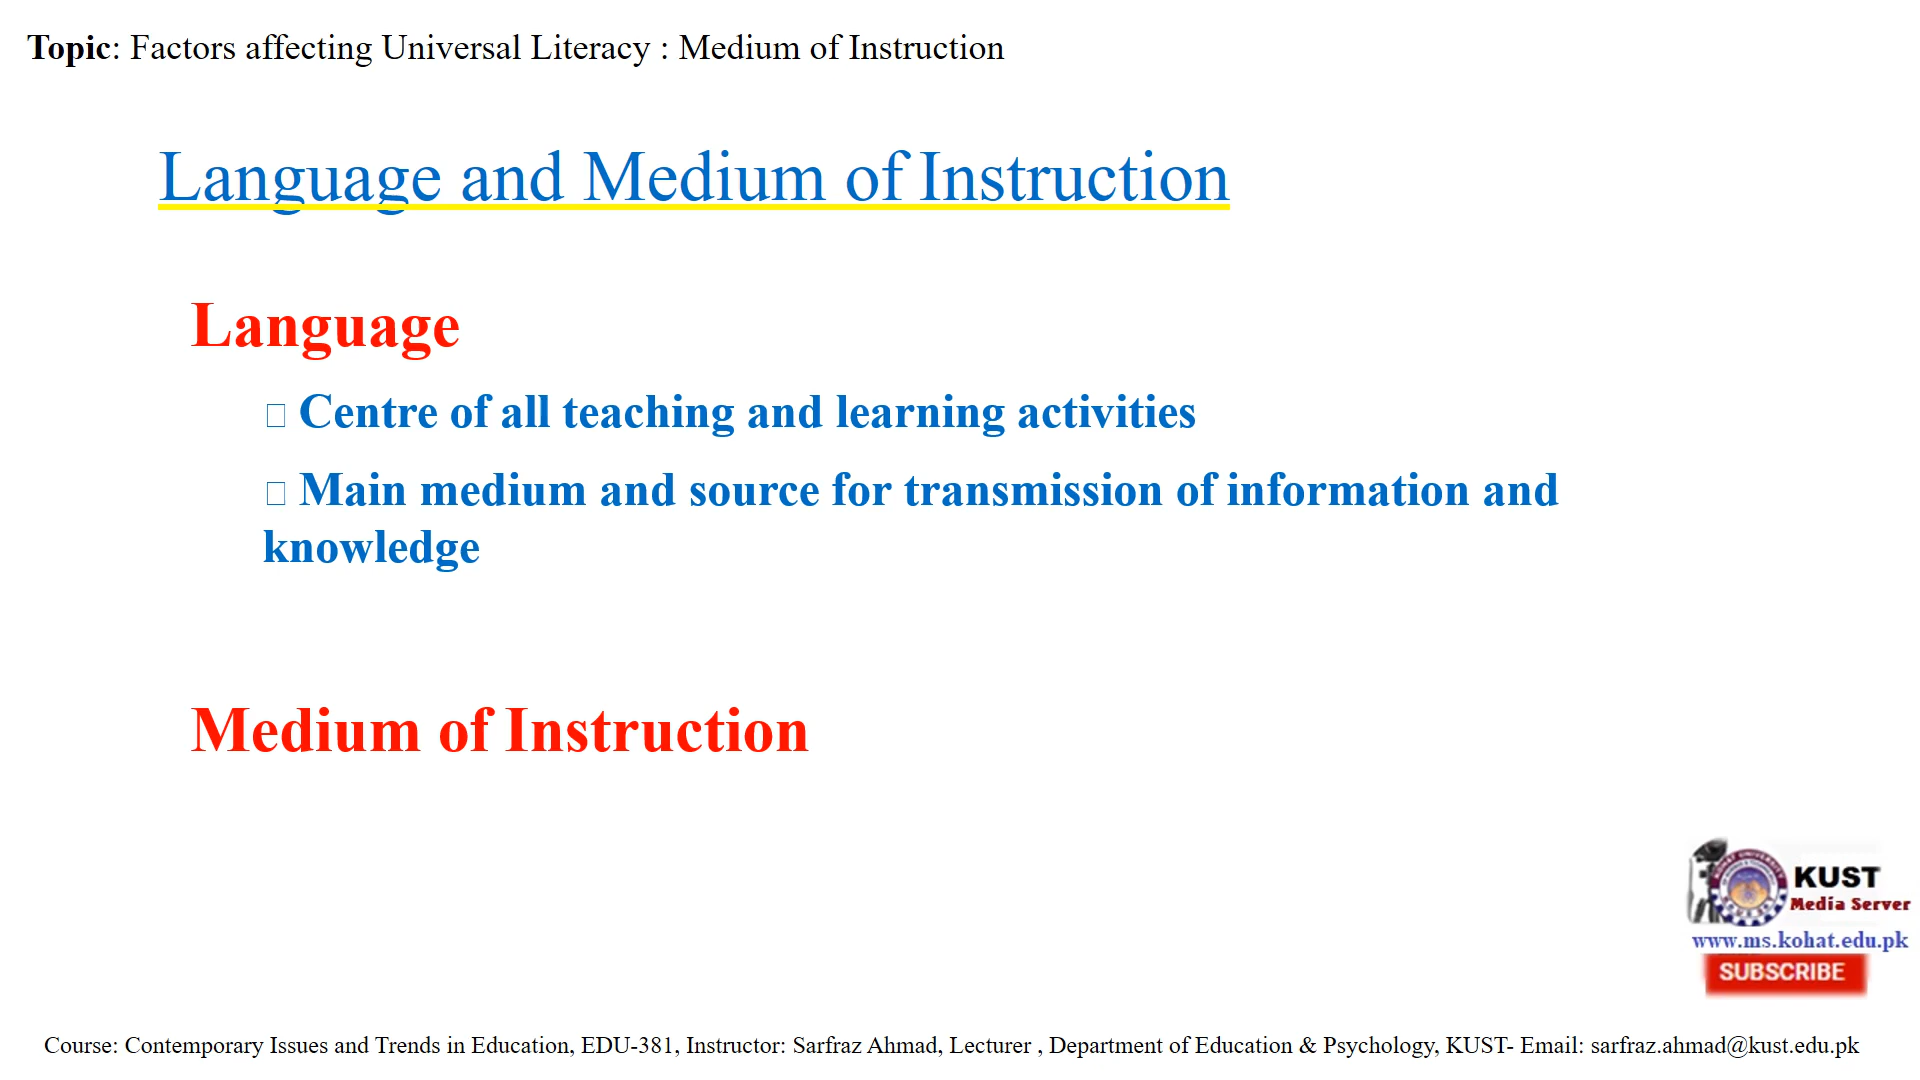 Topic: Factors affecting Universal Literacy : Medium of Instruction
Language and Medium of Instruction
Language
Centre of all teaching and learning activities
Main medium and source for transmission of information and
knowledge
Medium of Instruction
KUST
Media Server
www.ms.kohat.edu.pk
SUBSCRIBE
Course: Contemporary Issues and Trends in Education, EDU-381, Instructor: Sarfraz Ahmad, Lecturer , Department of Education & Psychology, KUST- Email: sarfraz.ahmad@kust.edu.pk